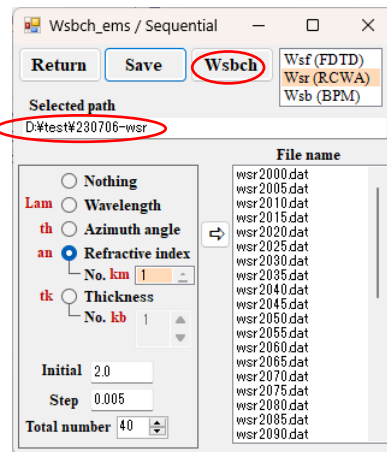 Wsbch_ems / Sequential
Return Save Wsbch
Wsf (FDTD)
Wsr (RCWA)
Wsb (BPM)
Selected path
D:¥test¥230706-wsr
File name
Nothing
Lam Wavelength
th Azimuth angle
an Refractive index
No. km 1
tk Thickness
No. kb 1
Initial 2.0
Step 0.005
Total number 40
wsr2000.dat
wsr2005.dat
wsr2010.dat
wsr2015.dat
wsr2020.dat
wsr2025.dat
wsr2030.dat
wsr2035.dat
wsr2040.dat
wsr2045.dat
wsr2050.dat
wsr2055.dat
wsr2060.dat
wsr2065.dat
wsr2070.dat
wsr2075.dat
wsr2080.dat
wsr2085.dat
wsr2090.dat